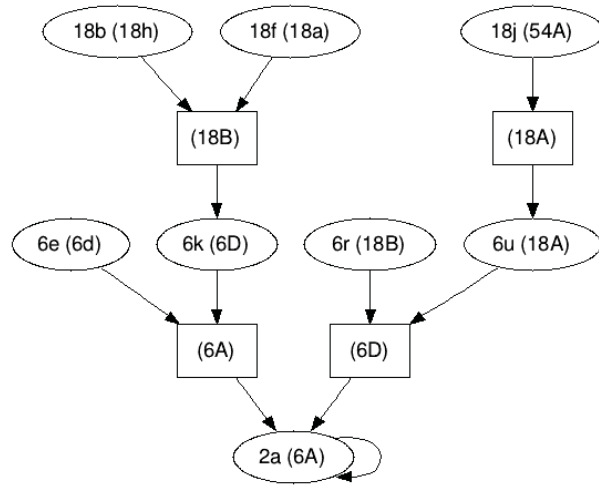 18b (18h)
18f (18a)
18j (54A)
(18B)
(18A)
6e (6d)
6k (6D)
6r (18B)
6u (18A)
(6A)
(6D)
2a (6A)